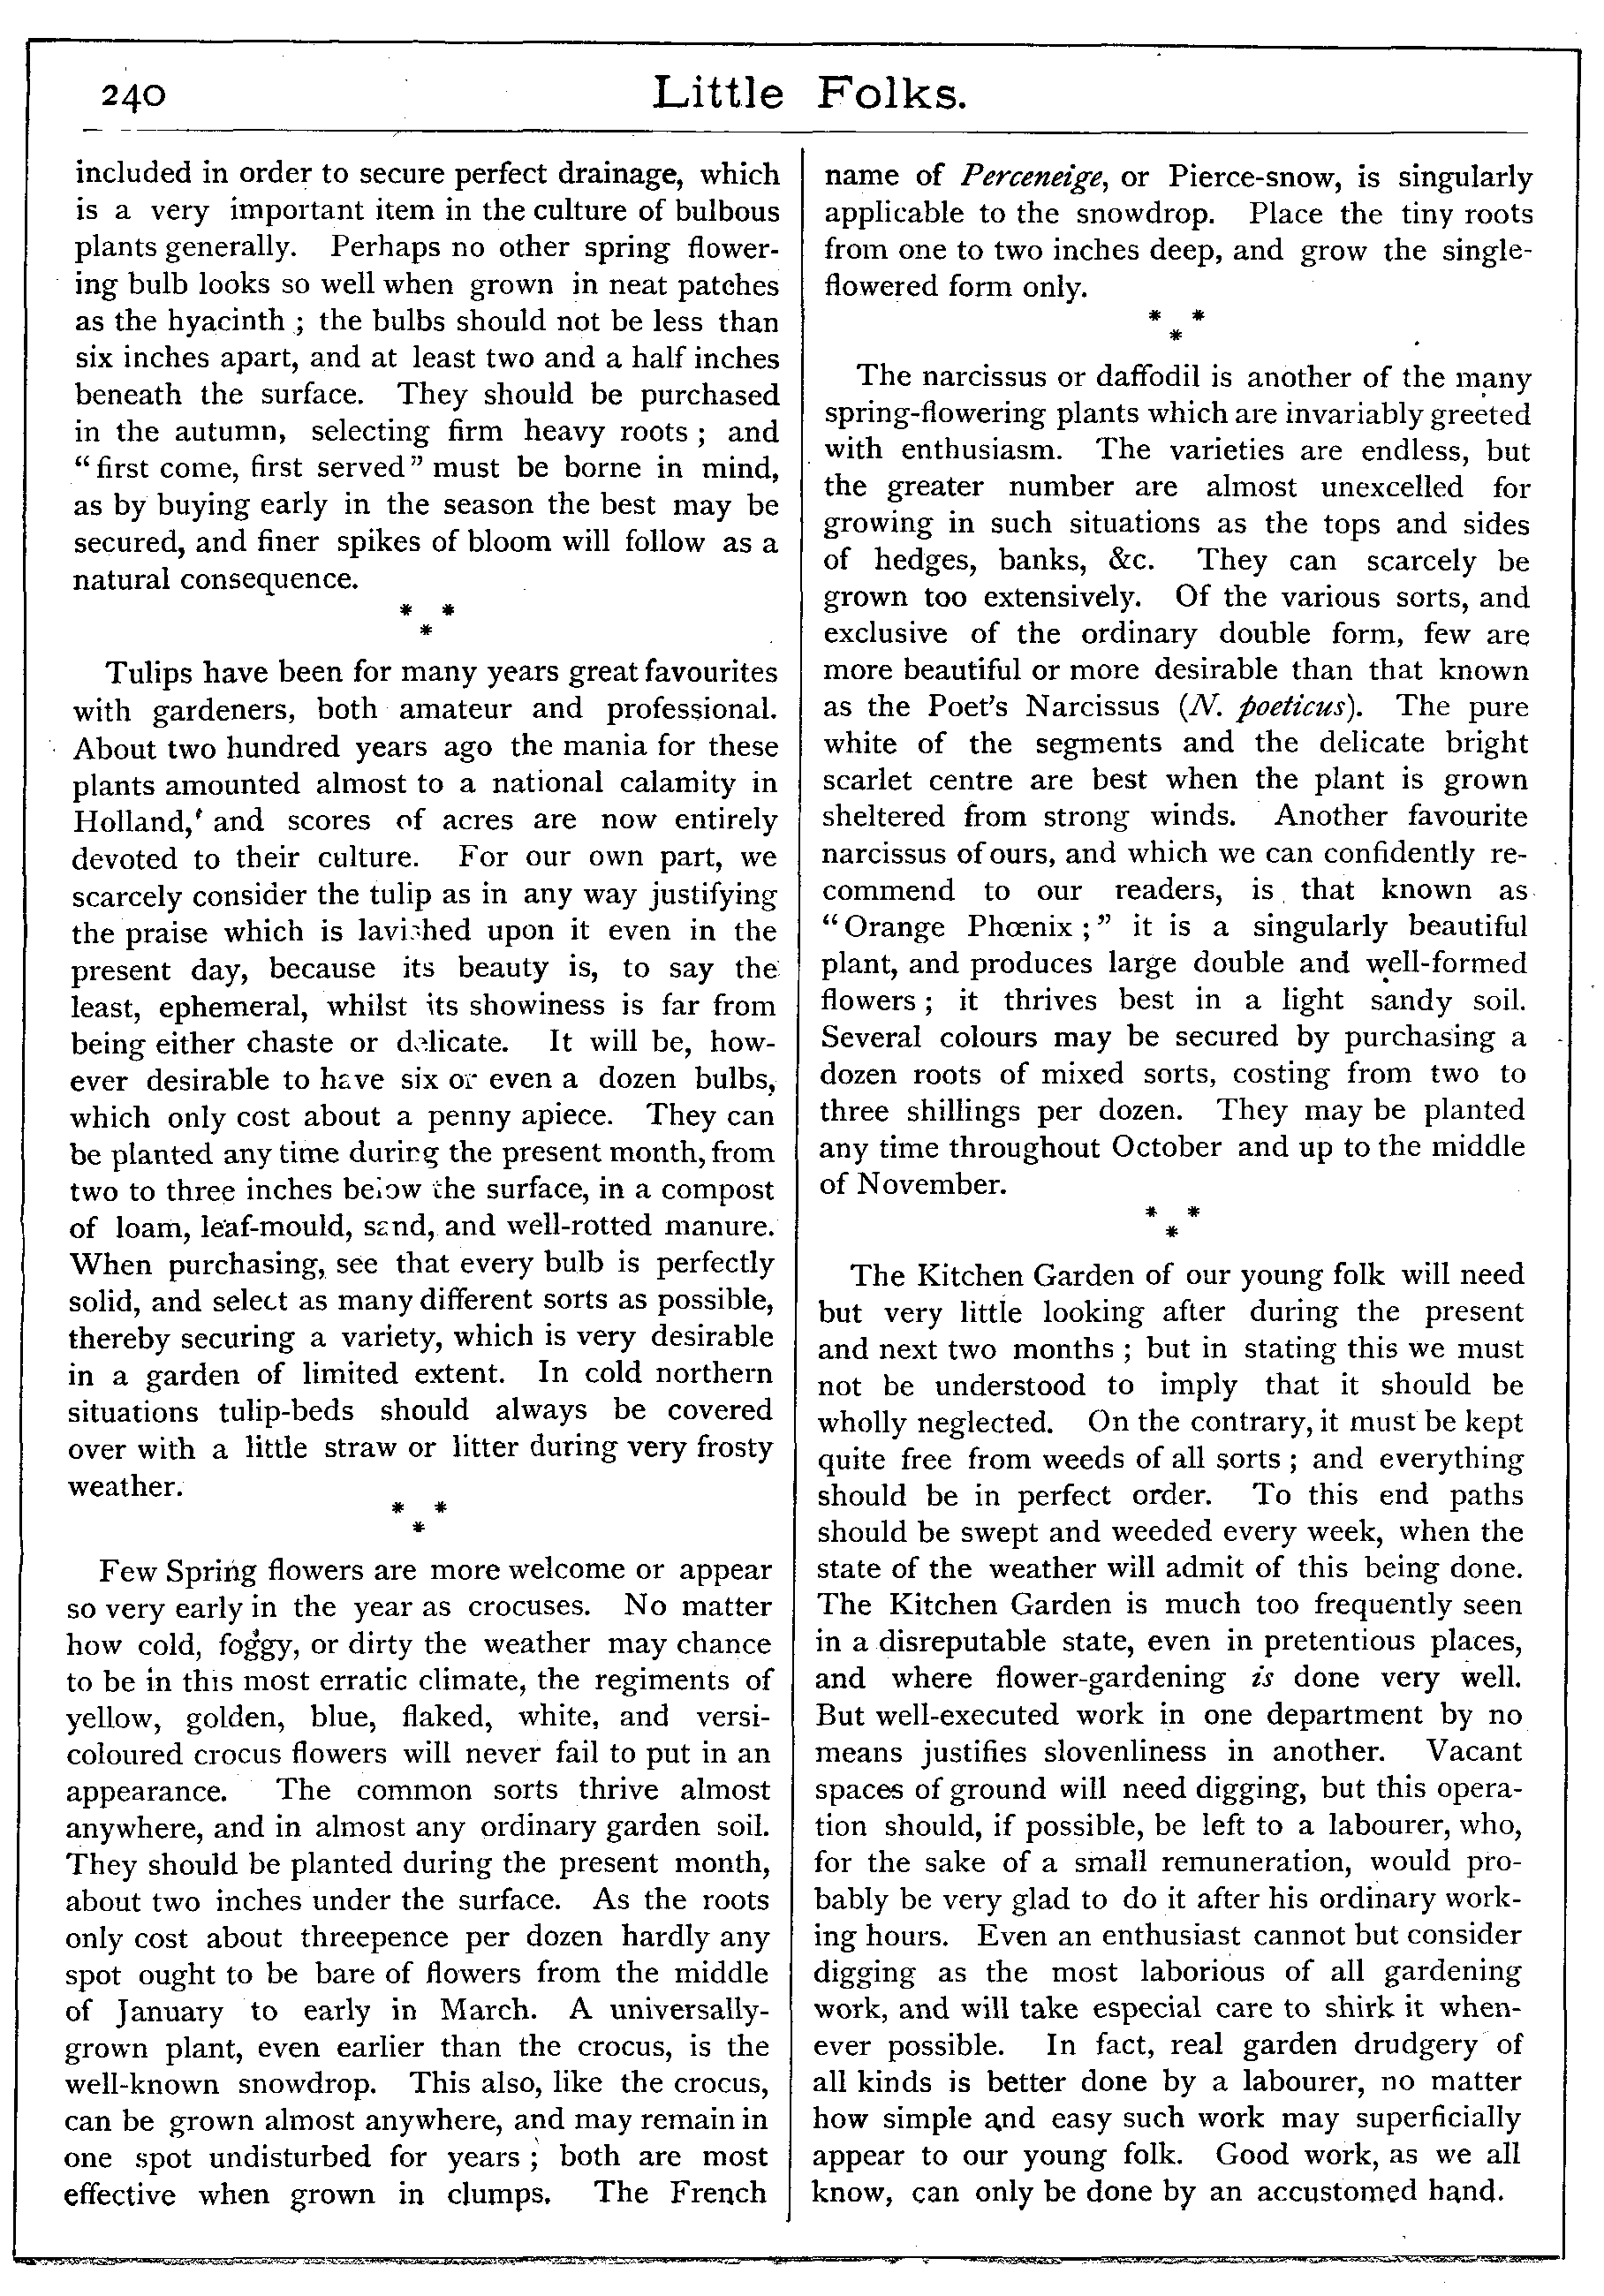 240
Little Folks.
included in order to secure perfect drainage, which
is a very important item in the culture of bulbous
plants generally. Perhaps no other spring flower-
ing bulb looks so well when grown in neat patches
as the hyacinth ; the bulbs should not be less than
six inches apart, and at least two and a half inches
beneath the surface. They should be purchased
in the autumn, selecting firm heavy roots ; and
"first come, first served" must be borne in mind,
as by buying early in the season the best may be
secured, and finer spikes of bloom will follow as a
natural consequence.
* *
*
Tulips have been for many years great favourites
with gardeners, both amateur and professional.
About two hundred years ago the mania for these
plants amounted almost to a national calamity in
Holland, and scores of acres are now entirely
devoted to their culture. For our own part, we
scarcely consider the tulip as in any way justifying
the praise which is lavished upon it even in the
present day, because its beauty is, to say the
least, ephemeral, whilst its showiness is far from
being either chaste or delicate. It will be, how-
ever desirable to have six or even a dozen bulbs,
which only cost about a penny apiece. They can
be planted any time during the present month, from
two to three inches below the surface, in a compost
of loam, leaf-mould, sand, and well-rotted manure.
When purchasing, see that every bulb is perfectly
solid, and select as many different sorts as possible,
thereby securing a variety, which is very desirable
in a garden of limited extent. In cold northern
situations tulip-beds should always be covered
over with a little straw or litter during very frosty
weather.
* *
*
Few Spring flowers are more welcome or appear
so very early in the year as crocuses. No matter
how cold, foggy, or dirty the weather may chance
to be in this most erratic climate, the regiments of
yellow, golden, blue, flaked, white, and versi-
coloured crocus flowers will never fail to put in an
appearance. The common sorts thrive almost
anywhere, and in almost any ordinary garden soil.
They should be planted during the present month,
about two inches under the surface. As the roots
only cost about threepence per dozen hardly any
spot ought to be bare of flowers from the middle
of January to early in March. A universally-
grown plant, even earlier than the crocus, is the
well-known snowdrop. This also, like the crocus,
can be grown almost anywhere, and may remain in
one spot undisturbed for years ; both are most
effective when grown in clumps. The French
name of Perceneige, or Pierce-snow, is singularly
applicable to the snowdrop. Place the tiny roots
from one to two inches deep, and grow the single-
flowered form only.
* *
*
The narcissus or daffodil is another of the many
spring-flowering plants which are invariably greeted
with enthusiasm. The varieties are endless, but
the greater number are almost unexcelled for
growing in such situations as the tops and sides
of hedges, banks, &c. They can scarcely be
grown too extensively. Of the various sorts, and
exclusive of the ordinary double form, few are
more beautiful or more desirable than that known
as the Poet's Narcissus (N. poeticus). The pure
white of the segments and the delicate bright
scarlet centre are best when the plant is grown
sheltered from strong winds. Another favourite
narcissus of ours, and which we can confidently re-
commend to our readers, is that known as
"Orange Phœnix ;" it is a singularly beautiful
plant, and produces large double and well-formed
flowers ; it thrives best in a light sandy soil.
Several colours may be secured by purchasing a
dozen roots of mixed sorts, costing from two to
three shillings per dozen. They may be planted
any time throughout October and up to the middle
of November.
* *
*
The Kitchen Garden of our young folk will need
but very little looking after during the present
and next two months ; but in stating this we must
not be understood to imply that it should be
wholly neglected. On the contrary, it must be kept
quite free from weeds of all sorts ; and everything
should be in perfect order. To this end paths
should be swept and weeded every week, when the
state of the weather will admit of this being done.
The Kitchen Garden is much too frequently seen
in a disreputable state, even in pretentious places,
and where flower-gardening is done very well.
But well-executed work in one department by no
means justifies slovenliness in another. Vacant
spaces of ground will need digging, but this opera-
tion should, if possible, be left to a labourer, who,
for the sake of a small remuneration, would pro-
bably be very glad to do it after his ordinary work-
ing hours. Even an enthusiast cannot but consider
digging as the most laborious of all gardening
work, and will take especial care to shirk it when-
ever possible. In fact, real garden drudgery of
all kinds is better done by a labourer, no matter
how simple and easy such work may superficially
appear to our young folk. Good work, as we all
know, can only be done by an accustomed hand.